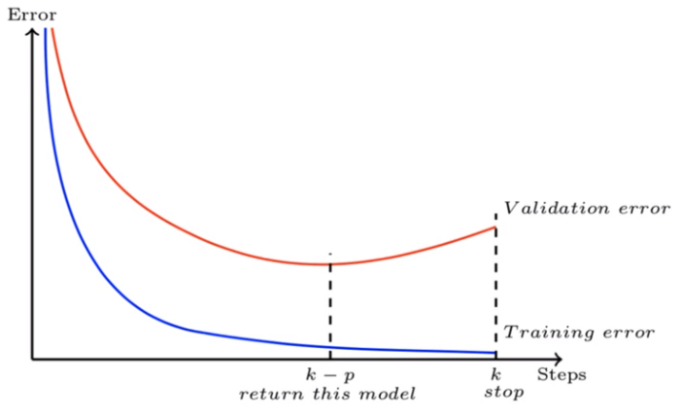 Error
Validation error
Training error
k − p
k
Steps
return this model
stop